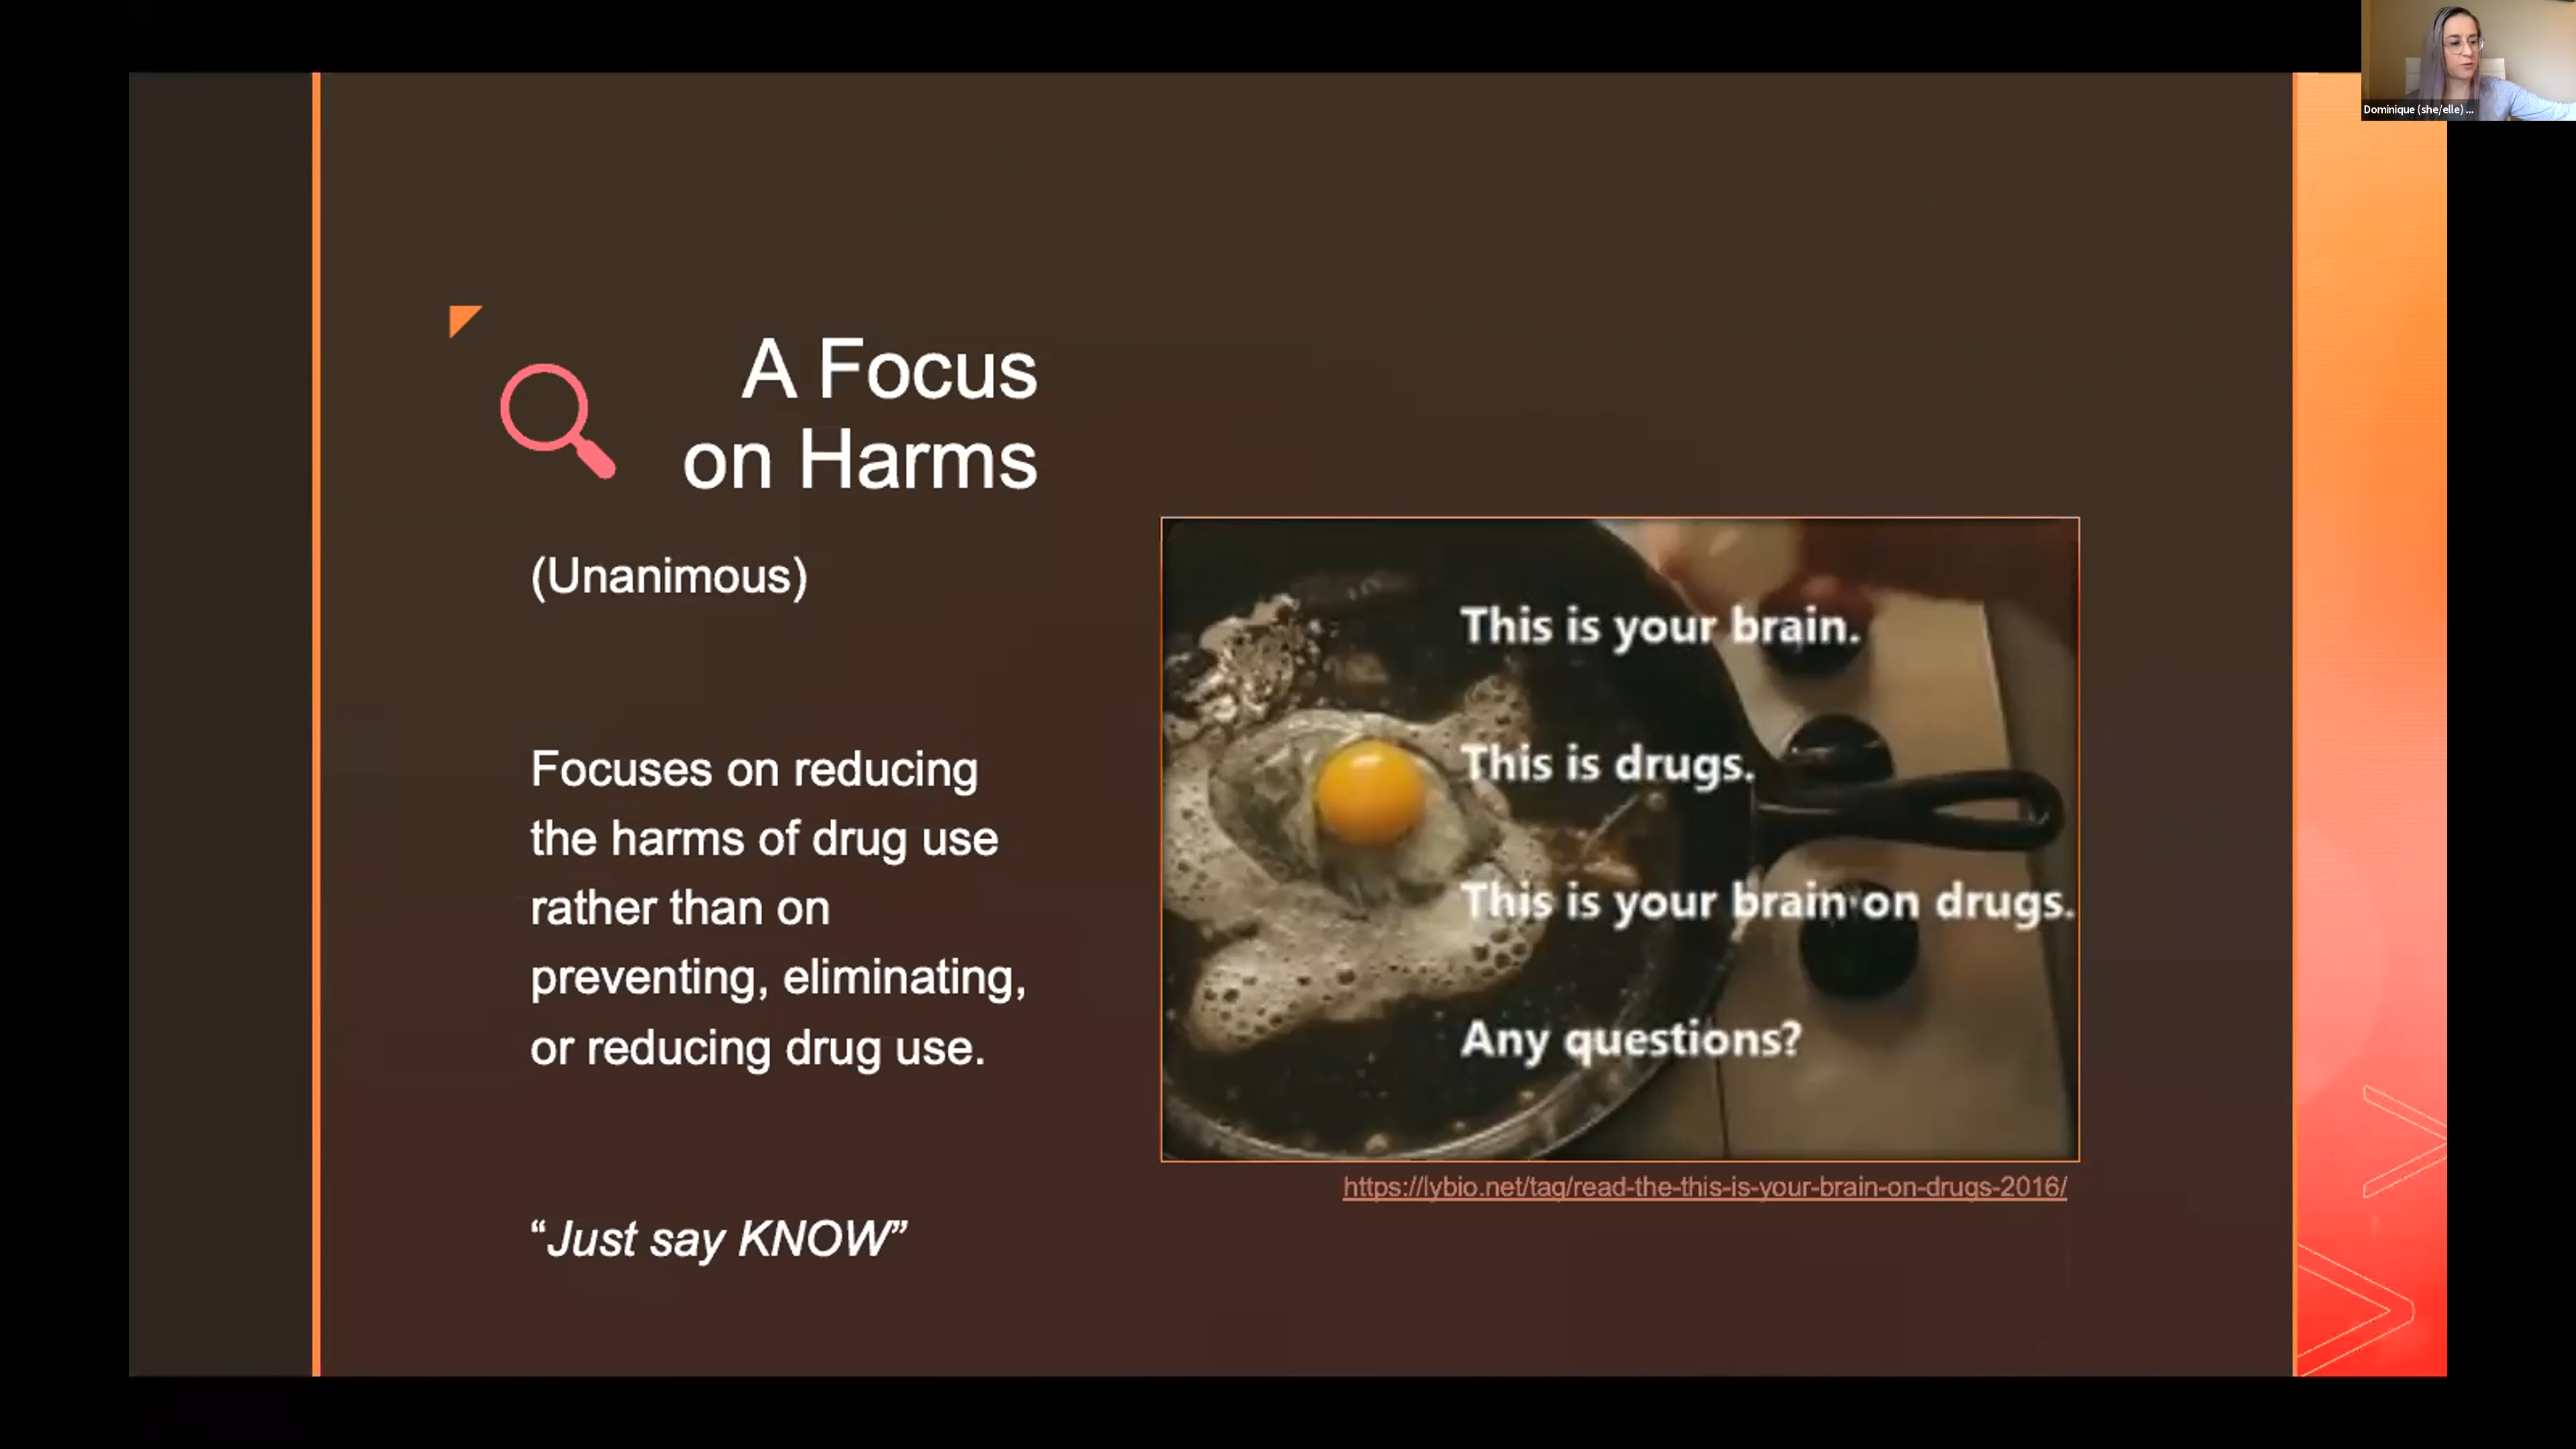 Dominique (she/elle) ...
A Focus
on Harms
(Unanimous)
Focuses on reducing
the harms of drug use
rather than on
preventing, eliminating,
or reducing drug use.
“Just say KNOW”
This is your brain.
This is drugs.
This is your brain on drugs.
Any questions?
https://lybio.net/tag/read-the-this-is-your-brain-on-drugs-2016/